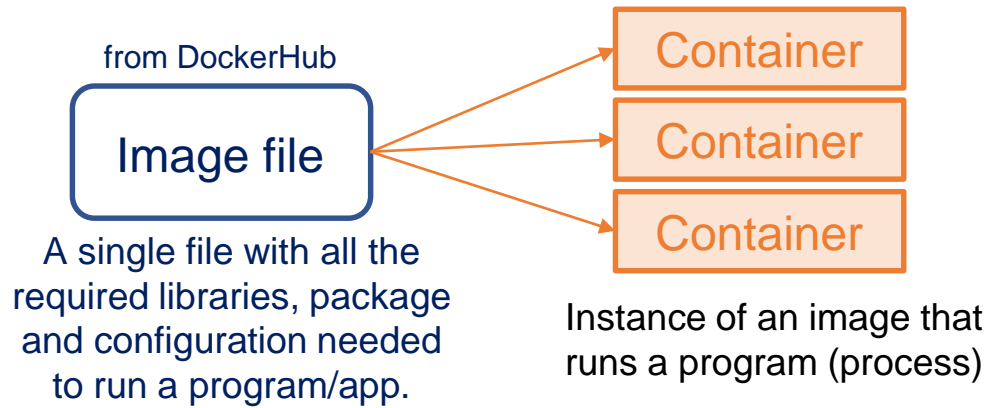 from DockerHub
Image file
A single file with all the
required libraries, package
and configuration needed
to run a program/app.
Container
Container
Container
Instance of an image that
runs a program (process)